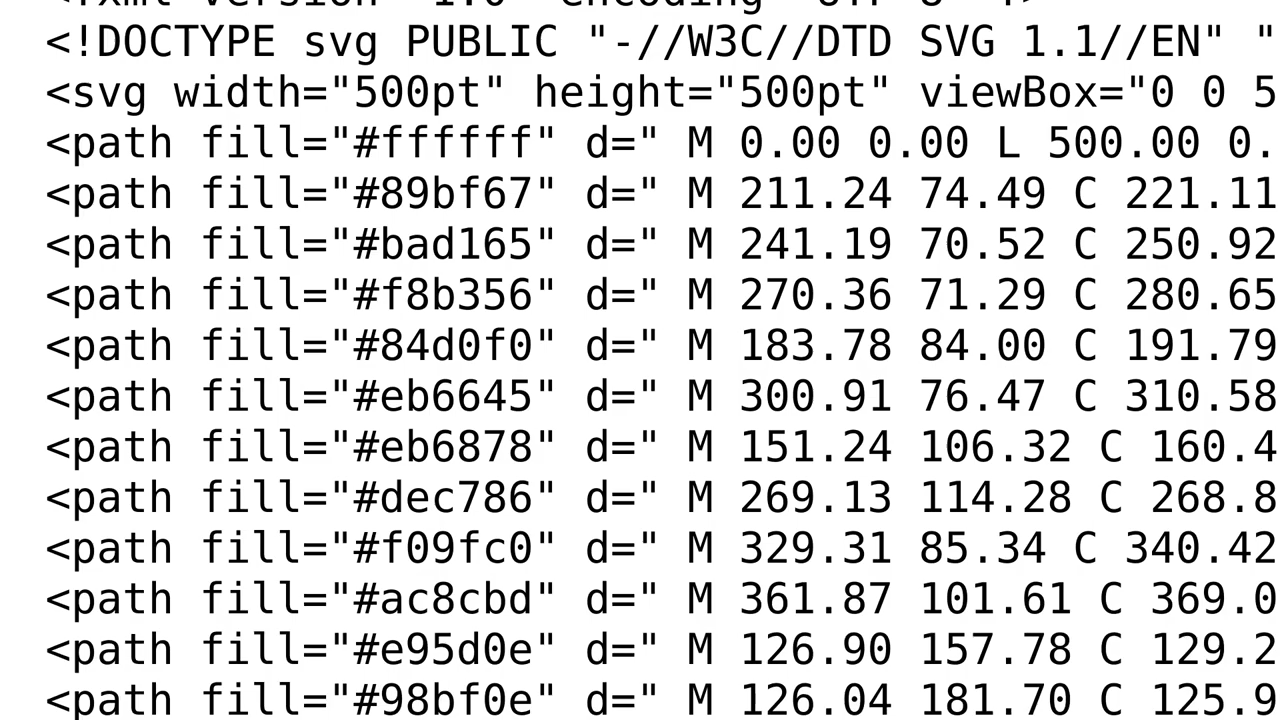 <!DOCTYPE svg PUBLIC "-//W3C//DTD SVG 1.1//EN" "
<svg width="500pt" height="500pt" viewBox="0 0 5
<path fill="#ffffff" d=" M 0.00 0.00 L 500.00 0.
<path fill="#89bf67" d=" M 211.24 74.49 C 221.11
<path fill="#bad165" d=" M 241.19 70.52 C 250.92
<path fill="#f8b356" d=" M 270.36 71.29 C 280.65
<path fill="#84d0f0" d=" M 183.78 84.00 C 191.79
<path fill="#eb6645" d=" M 300.91 76.47 C 310.58
<path fill="#eb6878" d=" M 151.24 106.32 C 160.4
<path fill="#dec786" d=" M 269.13 114.28 C 268.8
<path fill="#f09fc0" d=" M 329.31 85.34 C 340.42
<path fill="#ac8cbd" d=" M 361.87 101.61 C 369.0
<path fill="#e95d0e" d=" M 126.90 157.78 C 129.2
<path fill="#98bf0e" d=" M 126.04 181.70 C 125.9